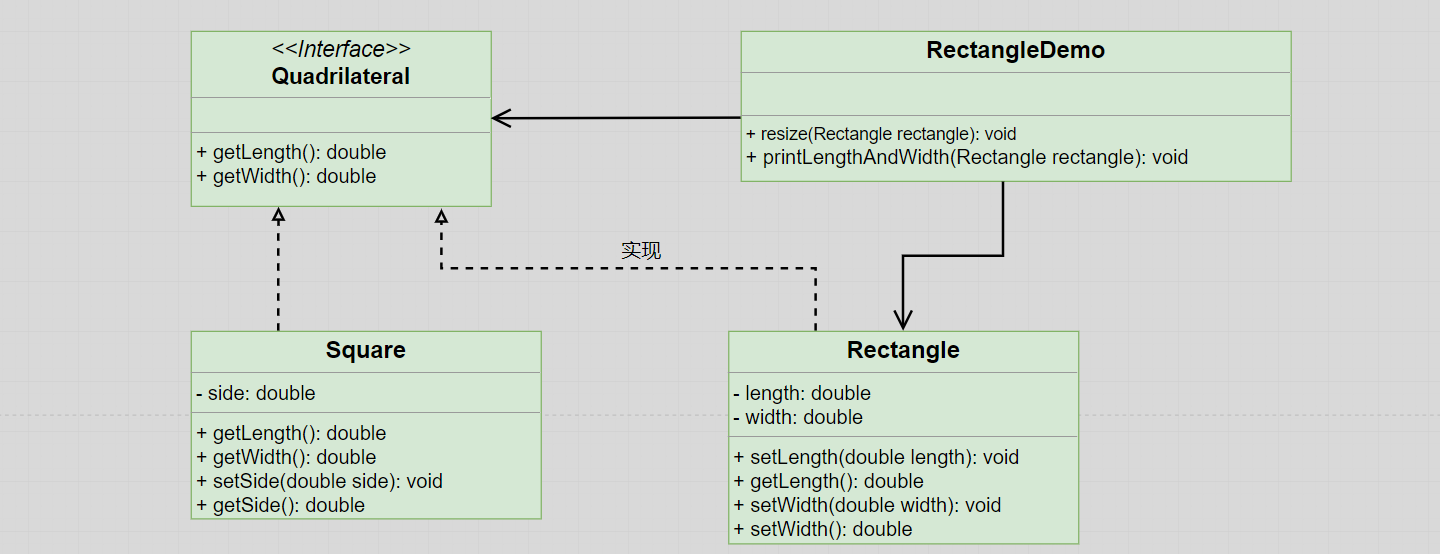 <<Interface>>
Quadrilateral
+ getLength(): double
+ getWidth(): double
RectangleDemo
+ resize(Rectangle rectangle): void
+ printLengthAndWidth(Rectangle rectangle): void
实现
Square
- side: double
+ getLength(): double
+ getWidth(): double
+ setSide(double side): void
+ getSide(): double
Rectangle
- length: double
- width: double
+ setLength(double length): void
+ getLength(): double
+ setWidth(double width): void
+ setWidth(): double